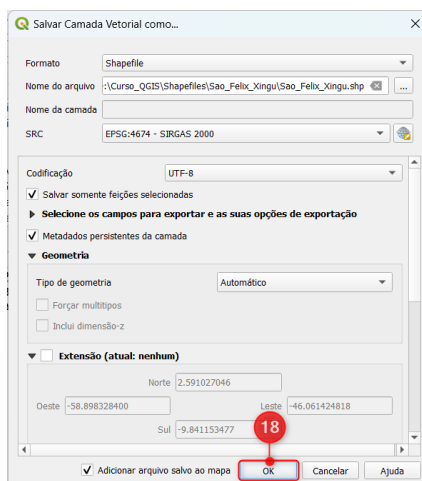 Salvar Camada Vetorial como...
Formato Shapefile
Nome do arquivo :\Curso_QGIS\Shapefiles\Sao_Felix_Xingu\Sao_Felix_Xingu.shp ...
Nome da camada
SRC EPSG:4674 - SIRGAS 2000
Codificação UTF-8
Salvar somente feições selecionadas
Selecione os campos para exportar e as suas opções de exportação
Metadados persistentes da camada
Geometria
Tipo de geometria Automático
Forçar multitipos
Inclui dimensão-z
Extensão (atual: nenhum)
Norte 2.591027046
Oeste -58.898328400 Leste -46.061424818
Sul -9.841153477
18
Adicionar arquivo salvo ao mapa OK Cancelar Ajuda